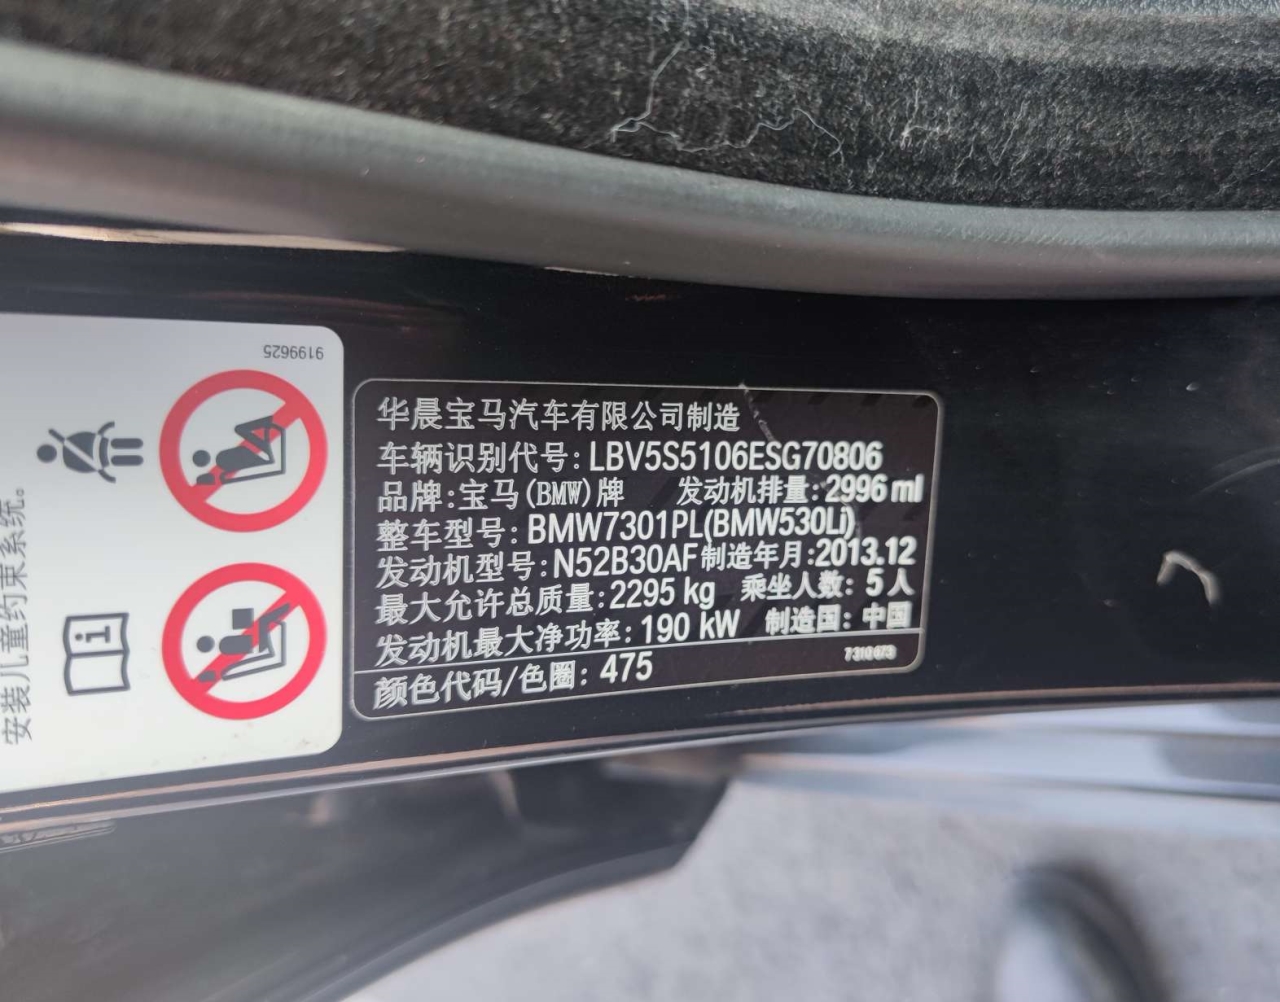 9199625
安装儿童约束系统。
华晨宝马汽车有限公司制造
车辆识别代号:LBV5S5106ESG70806
品牌:宝马(BMW)牌 发动机排量:2996 ml
整车型号:BMW7301PL(BMW530Li)
发动机型号:N52B30AF 制造年月:2013.12
最大允许总质量:2295 kg 乘坐人数: 5人
发动机最大净功率:190 kW 制造国: 中国
颜色代码/色圈: 475 7310673